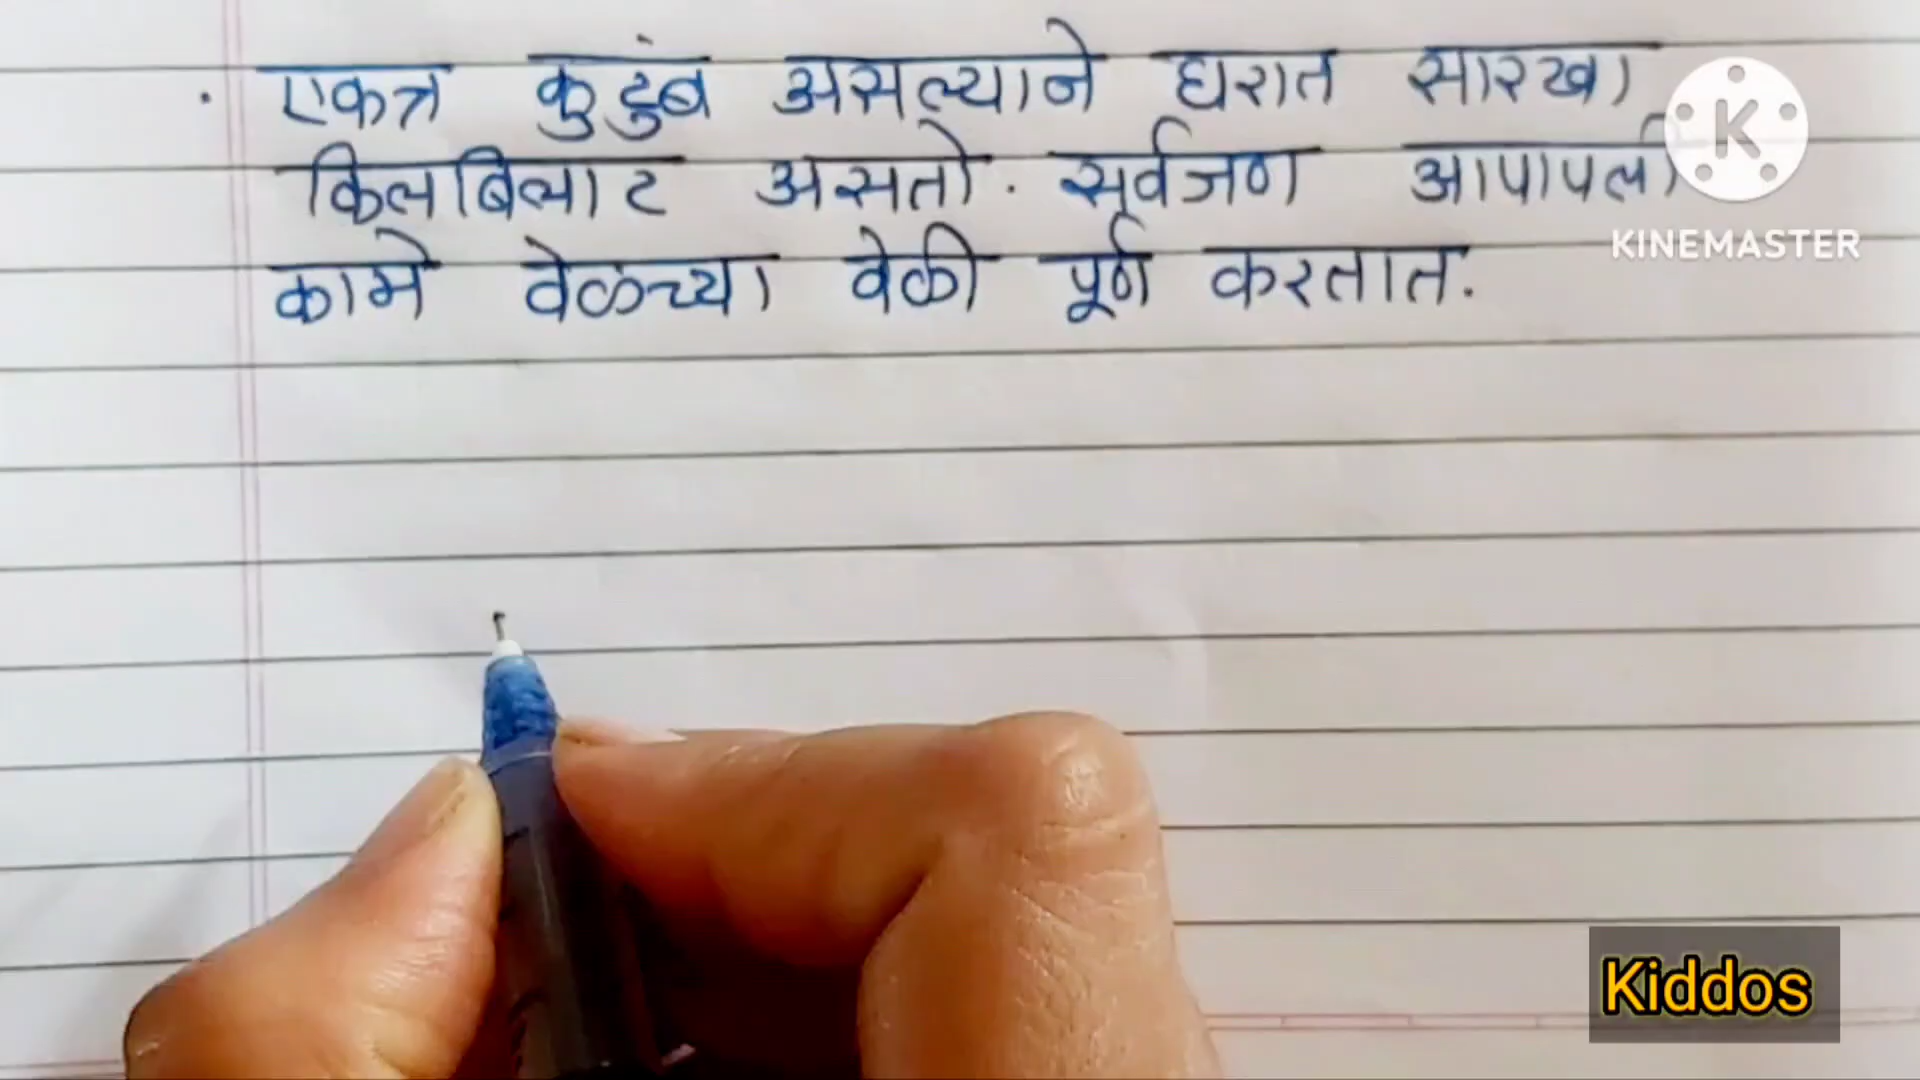 . एकत्र कुटुंब असल्याने घरात सारखा
किलबिलाट असतो. सर्वजण आपापली
कामे वेळच्या वेळी पूर्ण करतात.
KINEMASTER
Kiddos